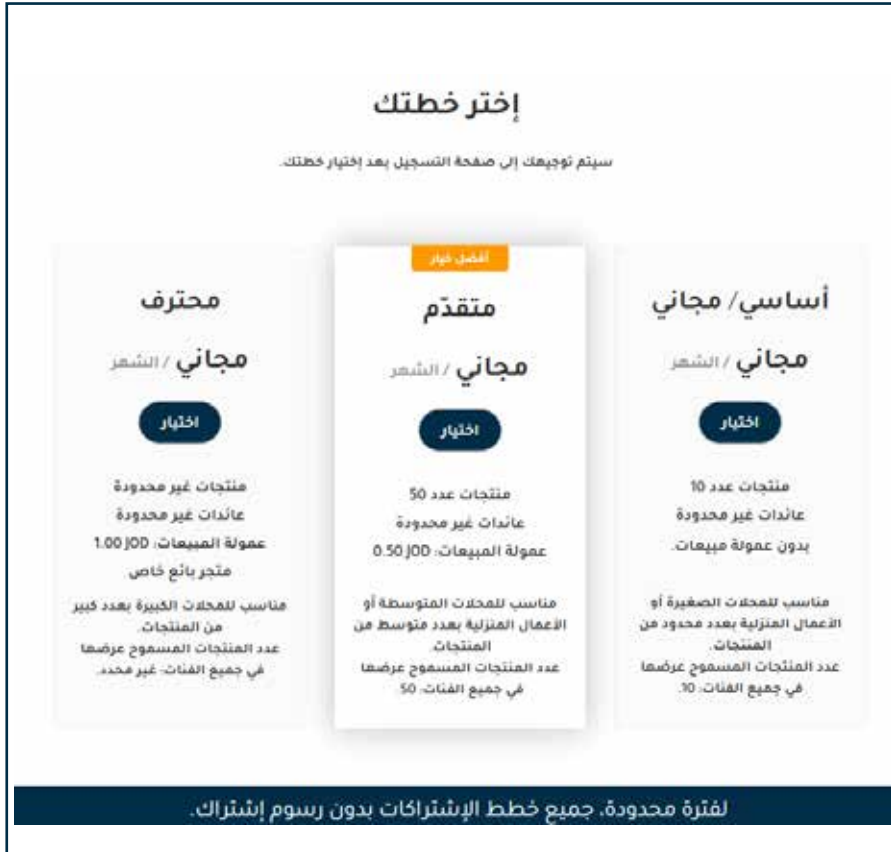 إختر خطتك
سيتم توجيهك إلى صفحة التسجيل بعد إختيار خطتك.
أساسي/ مجاني
مجاني / الشهر
اختيار
منتجات عدد 10
عائدات غير محدودة
بدون عمولة مبيعات.
مناسب للمحلات الصغيرة أو
الأعمال المنزلية بعدد محدود من
المنتجات.
عدد المنتجات المسموح عرضها
في جميع الفئات: 10.
أفضل خيار
متقدّم
مجاني / الشهر
اختيار
منتجات عدد 50
عائدات غير محدودة
عمولة المبيعات: 0.50 JOD
مناسب للمحلات المتوسطة أو
الأعمال المنزلية بعدد متوسط من
المنتجات.
عدد المنتجات المسموح عرضها
في جميع الفئات: 50
محترف
مجاني / الشهر
اختيار
منتجات غير محدودة
عائدات غير محدودة
عمولة المبيعات: 1.00 JOD
متجر بائع خاص
مناسب للمحلات الكبيرة بعدد كبير
من المنتجات.
عدد المنتجات المسموح عرضها
في جميع الفئات: غير محدد.
لفترة محدودة، جميع خطط الإشتراكات بدون رسوم إشتراك.